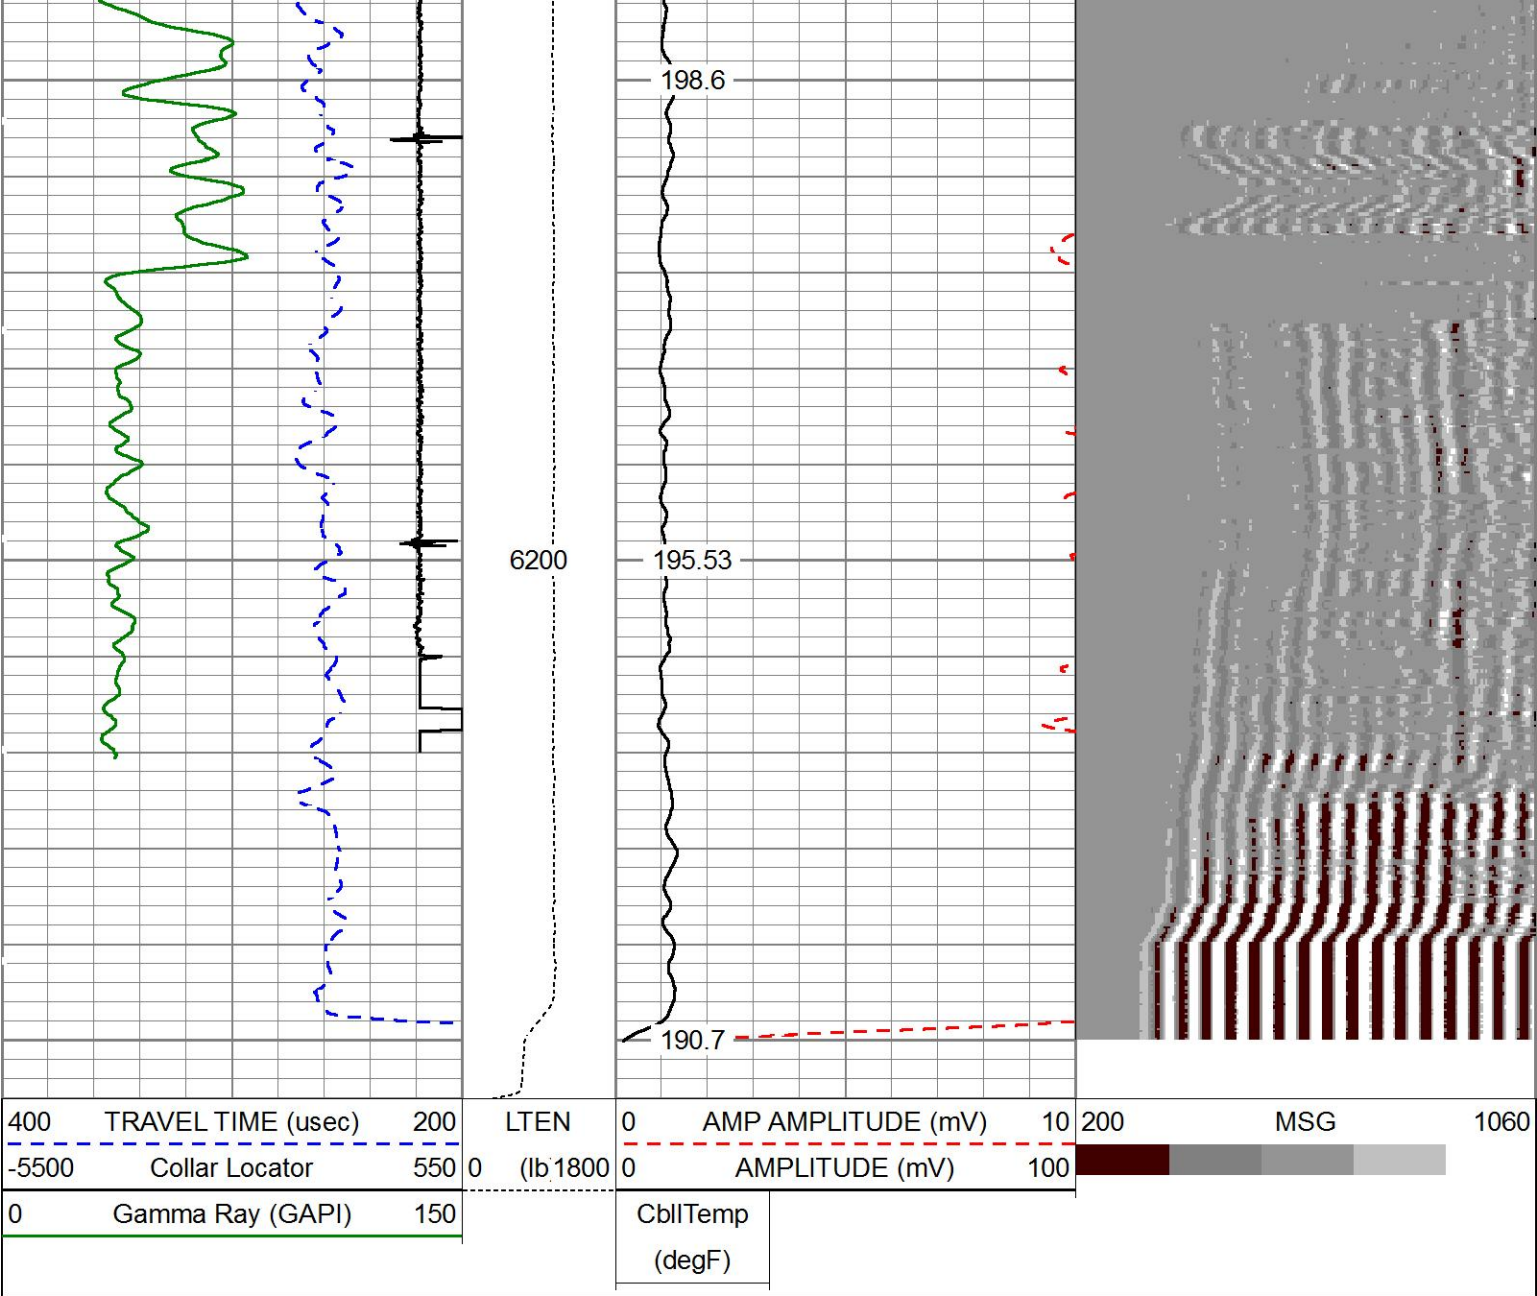 198.6
6200 195.53
190.7
400 TRAVEL TIME (usec) 200 LTEN 0 AMP AMPLITUDE (mV) 10 200 MSG 1060
-5500 Collar Locator 550 0 (lb 1800 0 AMPLITUDE (mV) 100
0 Gamma Ray (GAPI) 150 CbllTemp
(degF)